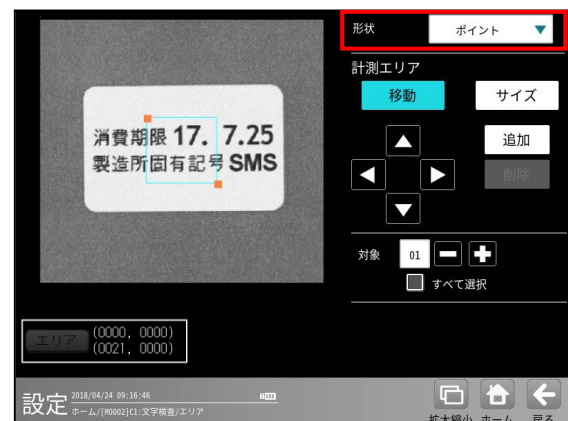 形状 ポイント
計測エリア
移動 サイズ
追加
削除
対象 01
すべて選択
消費期限 17. 7.25
製造所固有記号 SMS
エリア (0000, 0000)
(0021, 0000)
設定 2018/04/24 09:16:46
ホーム/[M0002]C1:文字検査/エリア
拡大縮小 ホーム 戻る